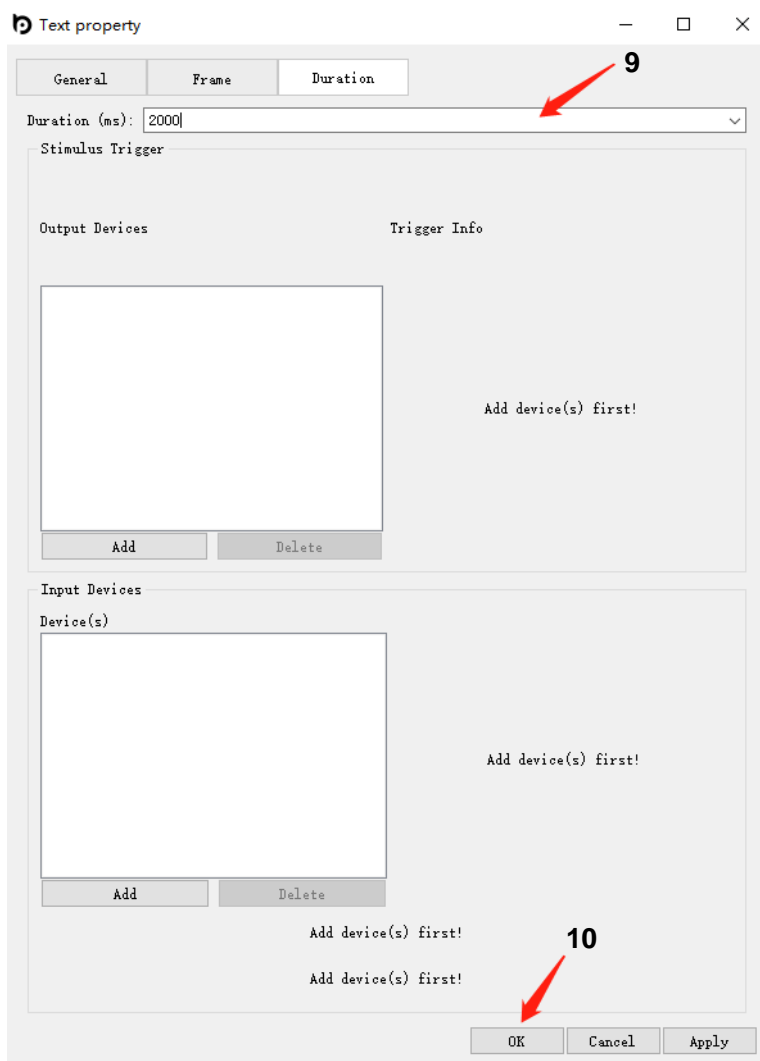 Text property
9
General Frame Duration
Duration (ms): 2000
Stimulus Trigger
Output Devices Trigger Info
Add device(s) first!
Add Delete
Input Devices
Device(s)
Add device(s) first!
Add Delete
Add device(s) first!
10
Add device(s) first!
OK Cancel Apply